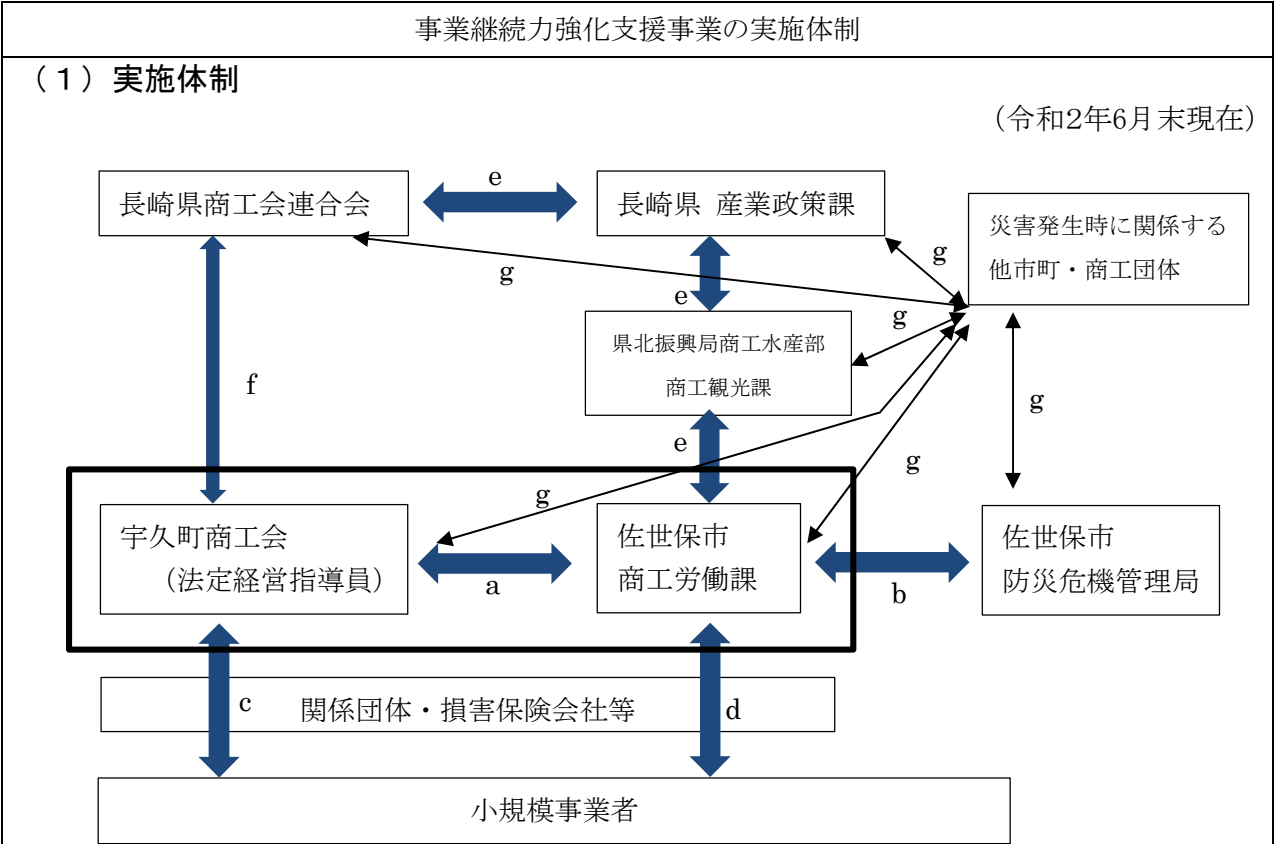 事業継続力強化支援事業の実施体制
（１）実施体制
（令和2年6月末現在）
長崎県商工会連合会
e
長崎県 産業政策課
災害発生時に関係する
他市町・商工団体
g
g
e
g
県北振興局商工水産部
商工観光課
f
g
e
g
g
宇久町商工会
（法定経営指導員）
a
佐世保市
商工労働課
b
佐世保市
防災危機管理局
c
関係団体・損害保険会社等
d
小規模事業者